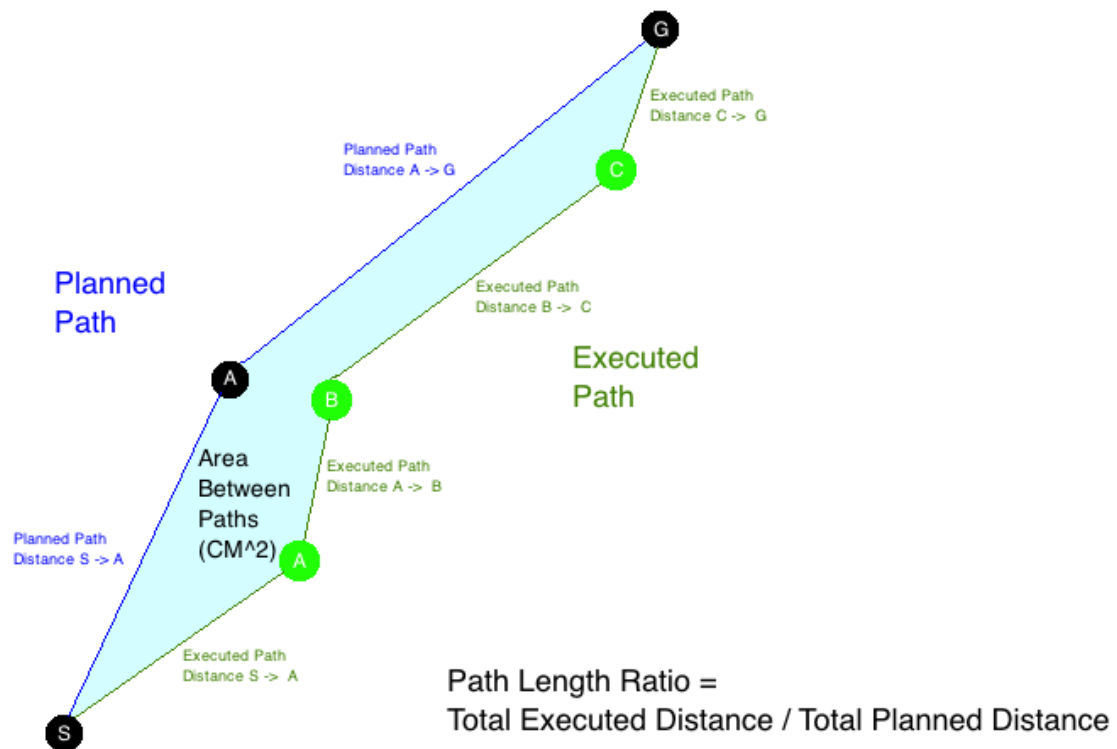 G
Executed Path
Distance C -> G
Planned Path
Distance A -> G
C
Planned
Path
Executed Path
Distance B -> C
Executed
Path
A
B
Area
Between
Paths
(CM^2)
Executed Path
Distance A -> B
Planned Path
Distance S -> A
A
Executed Path
Distance S -> A
Path Length Ratio =
Total Executed Distance / Total Planned Distance
S